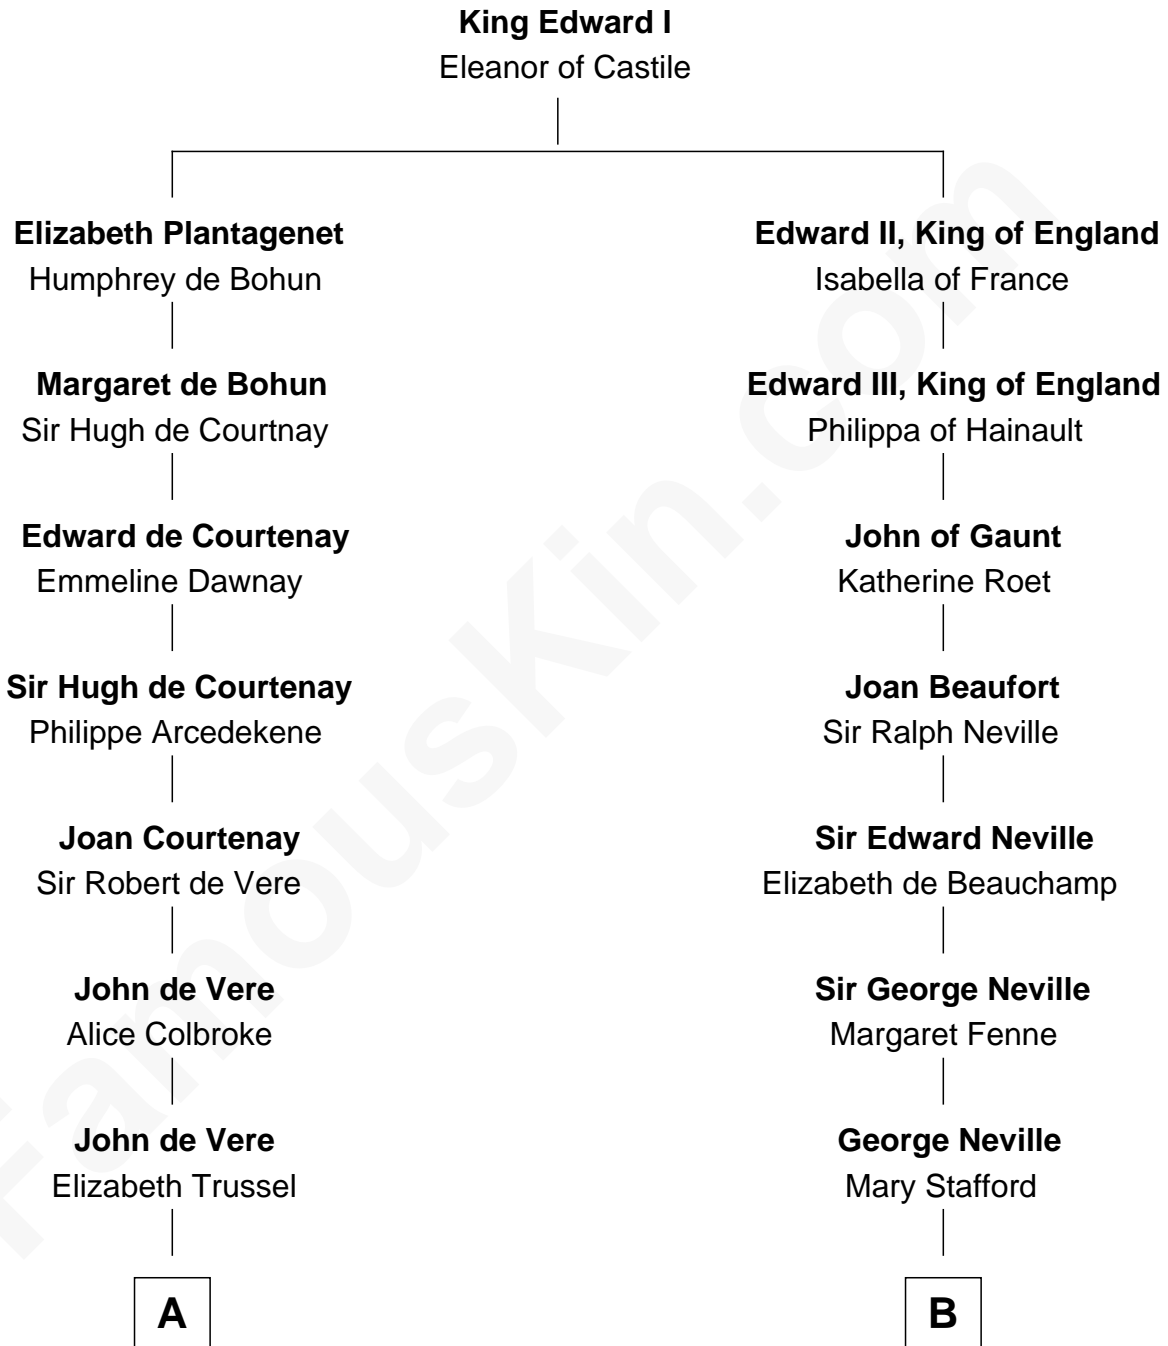 King Edward I
Eleanor of Castile
Elizabeth Plantagenet
Humphrey de Bohun
Margaret de Bohun
Sir Hugh de Courtnay
Edward de Courtenay
Emmeline Dawnay
Sir Hugh de Courtenay
Philippe Arcedekene
Joan Courtenay
Sir Robert de Vere
John de Vere
Alice Colbroke
John de Vere
Elizabeth Trussel
A
Edward II, King of England
Isabella of France
Edward III, King of England
Philippa of Hainault
John of Gaunt
Katherine Roet
Joan Beaufort
Sir Ralph Neville
Sir Edward Neville
Elizabeth de Beauchamp
Sir George Neville
Margaret Fenne
George Neville
Mary Stafford
B
FamousKin.com